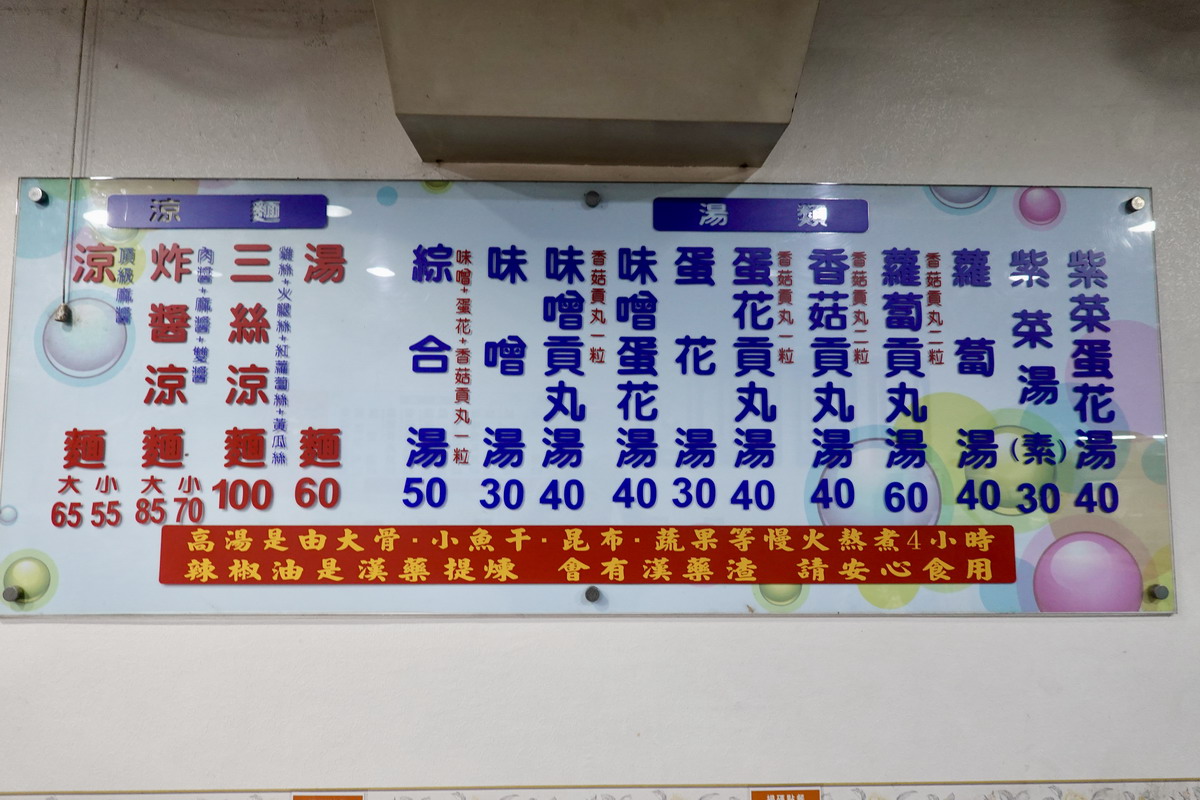 涼 麵
涼麵
頂級麻醬
大65 小55
炸醬涼麵
肉醬+麻醬+雙醬
大85 小70
三絲涼麵
雞絲+火腿絲+紅蘿蔔絲+黃瓜絲
100
湯麵
60
湯 類
綜合湯
味噌+蛋花+香菇貢丸一粒
50
味噌湯
30
味噌貢丸湯
香菇貢丸一粒
40
味噌蛋花湯
40
蛋花湯
30
蛋花貢丸湯
香菇貢丸一粒
40
香菇貢丸湯
香菇貢丸二粒
40
蘿蔔貢丸湯
香菇貢丸二粒
60
蘿蔔湯
40
紫菜湯(素)
30
紫菜蛋花湯
40
高湯是由大骨·小魚干·昆布·蔬果等慢火熬煮4小時
辣椒油是漢藥提煉 會有漢藥渣 請安心食用